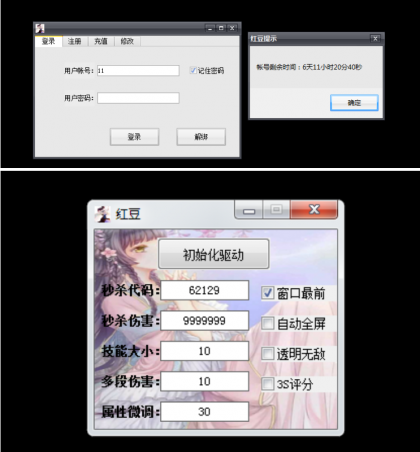 登录 注册 充值 修改
用户帐号: 11 记住密码
用户密码:
登录 解绑
红豆提示
帐号剩余时间：6天11小时20分40秒
确定
红豆
初始化驱动
秒杀代码: 62129 窗口最前
秒杀伤害: 9999999 自动全屏
技能大小: 10 透明无敌
多段伤害: 10 3S评分
属性微调: 30